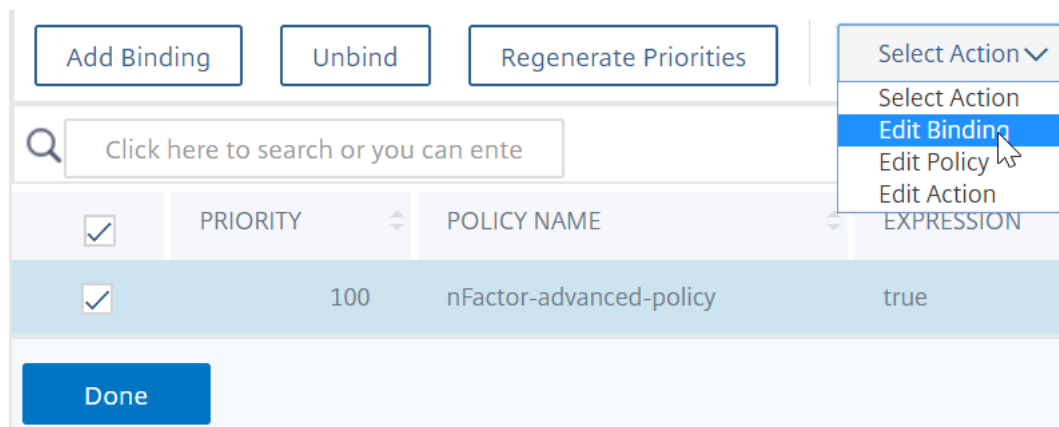 Add Binding Unbind Regenerate Priorities Select Action
Select Action
Edit Binding
Edit Policy
Edit Action
Click here to search or you can ente
PRIORITY POLICY NAME EXPRESSION
100 nFactor-advanced-policy true
Done